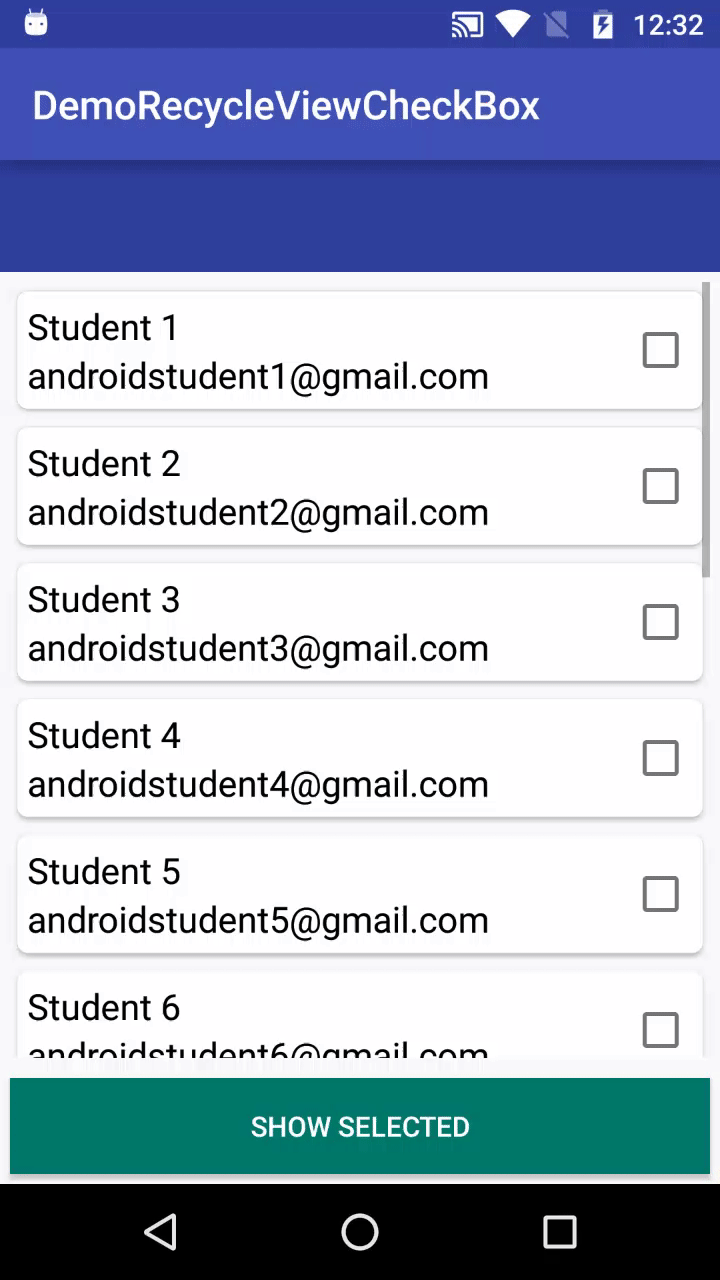 12:32
DemoRecycleViewCheckBox
Student 1
androidstudent1@gmail.com
Student 2
androidstudent2@gmail.com
Student 3
androidstudent3@gmail.com
Student 4
androidstudent4@gmail.com
Student 5
androidstudent5@gmail.com
Student 6
androidstudent6@gmail.com
SHOW SELECTED